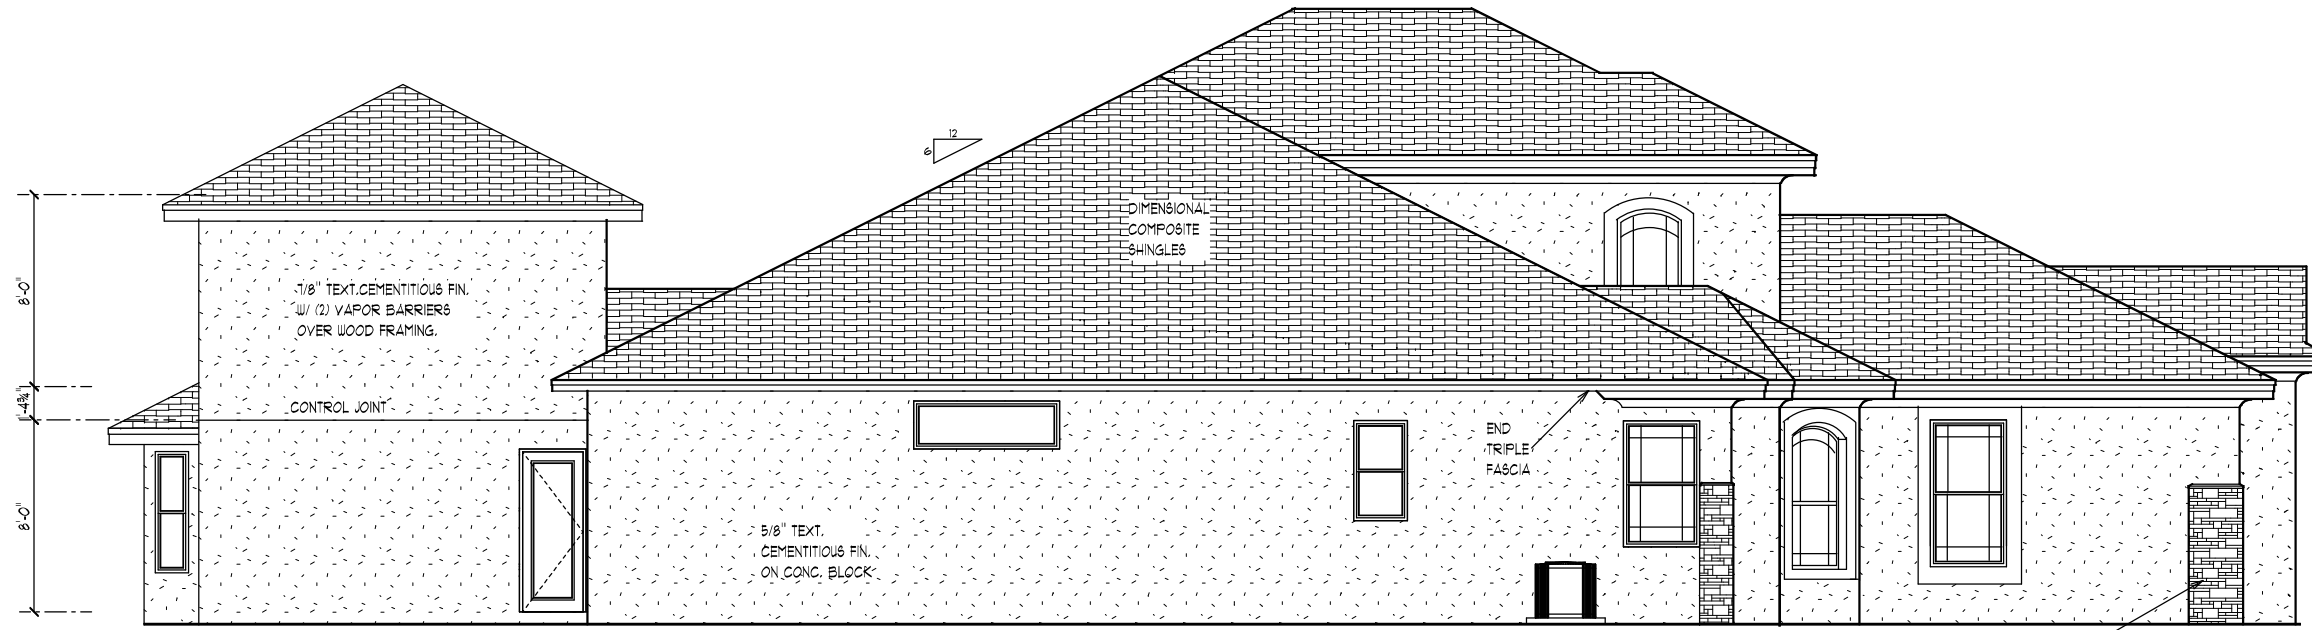 12
6
DIMENSIONAL
COMPOSITE
SHINGLES
8'-0"
7/8" TEXT.CEMENTITIOUS FIN.
W/ (2) VAPOR BARRIERS
OVER WOOD FRAMING.
1'-4¾"
CONTROL JOINT
END
TRIPLE
FASCIA
8'-0"
5/8" TEXT.
CEMENTITIOUS FIN.
ON CONC. BLOCK